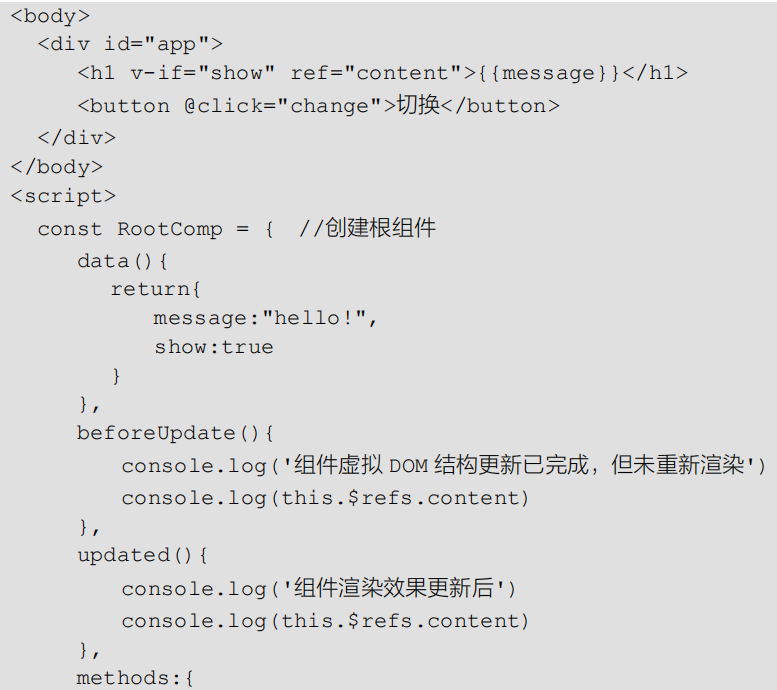 <body>
<div id="app">
<h1 v-if="show" ref="content">{{message}}</h1>
<button @click="change">切换</button>
</div>
</body>
<script>
const RootComp = {  //创建根组件
data(){
return{
message:"hello!",
show:true
}
},
beforeUpdate(){
console.log('组件虚拟 DOM 结构更新已完成，但未重新渲染')
console.log(this.$refs.content)
},
updated(){
console.log('组件渲染效果更新后')
console.log(this.$refs.content)
},
methods:{